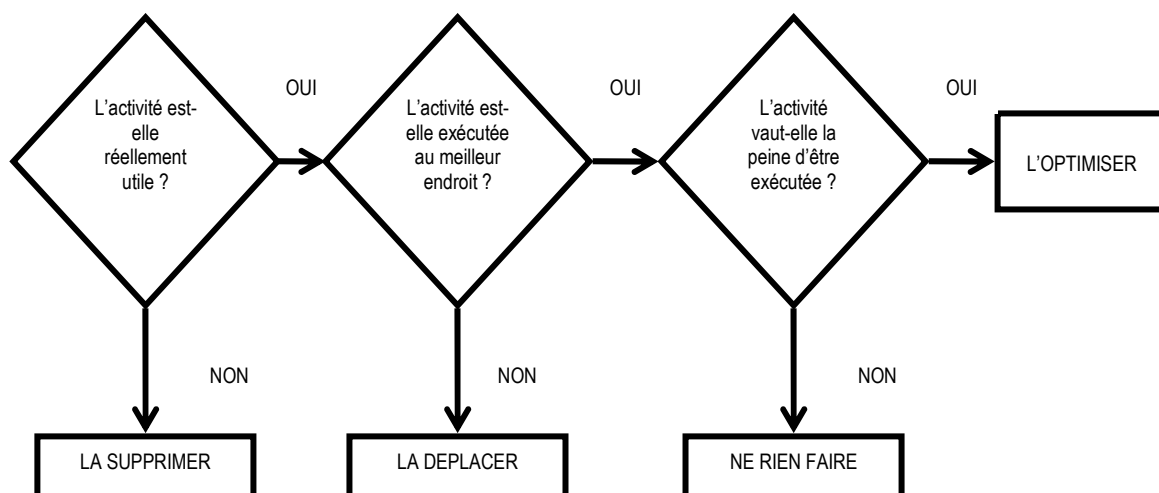 OUI
OUI
OUI
L'activité est-
elle
réellement
utile ?
L'activité est-
elle exécutée
au meilleur
endroit ?
L'activité
vaut-elle la
peine d'être
exécutée ?
L'OPTIMISER
NON
NON
NON
LA SUPPRIMER
LA DEPLACER
NE RIEN FAIRE